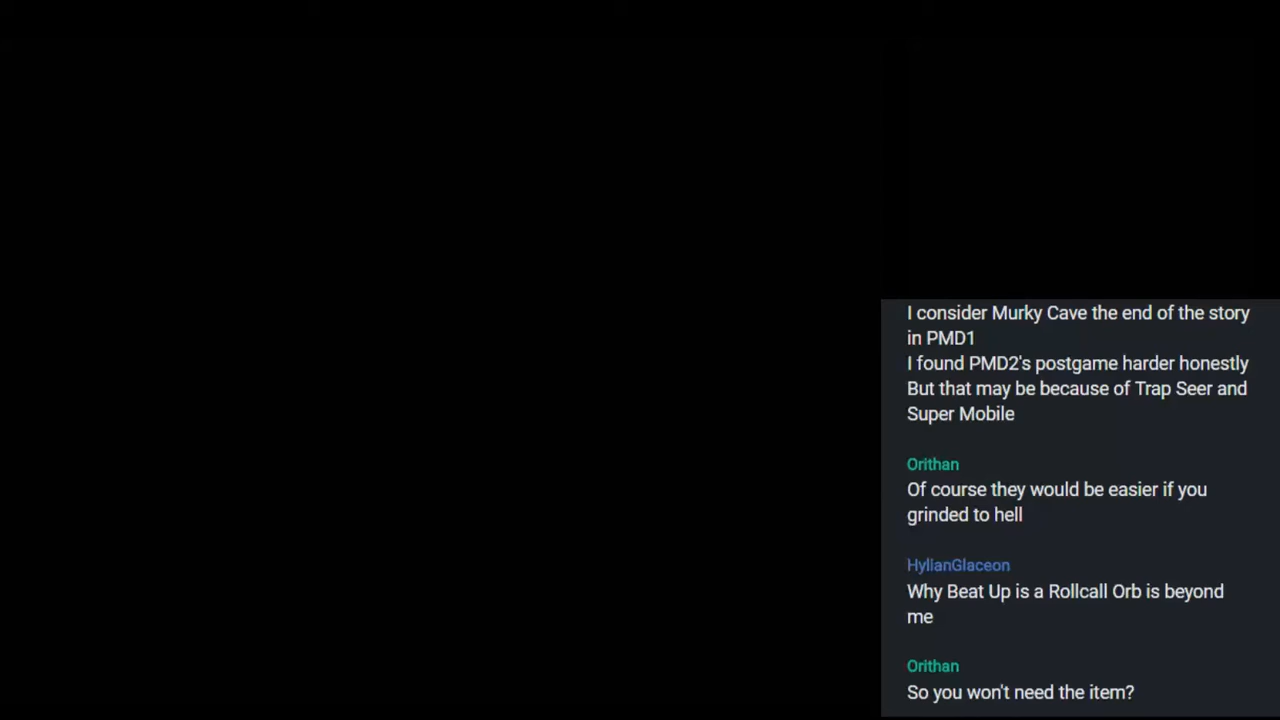 I consider Murky Cave the end of the story
in PMD1
I found PMD2's postgame harder honestly
But that may be because of Trap Seer and
Super Mobile
Orithan
Of course they would be easier if you
grinded to hell
HylianGlaceon
Why Beat Up is a Rollcall Orb is beyond
me
Orithan
So you won't need the item?